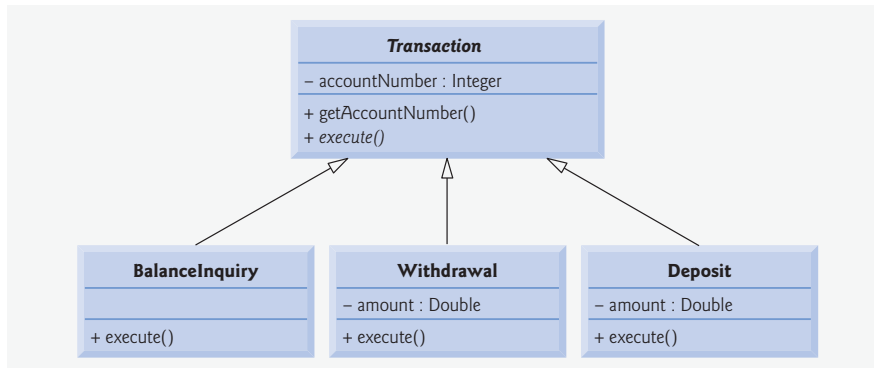 Transaction
– accountNumber : Integer
+ getAccountNumber()
+ execute()
BalanceInquiry
+ execute()
Withdrawal
– amount : Double
+ execute()
Deposit
– amount : Double
+ execute()